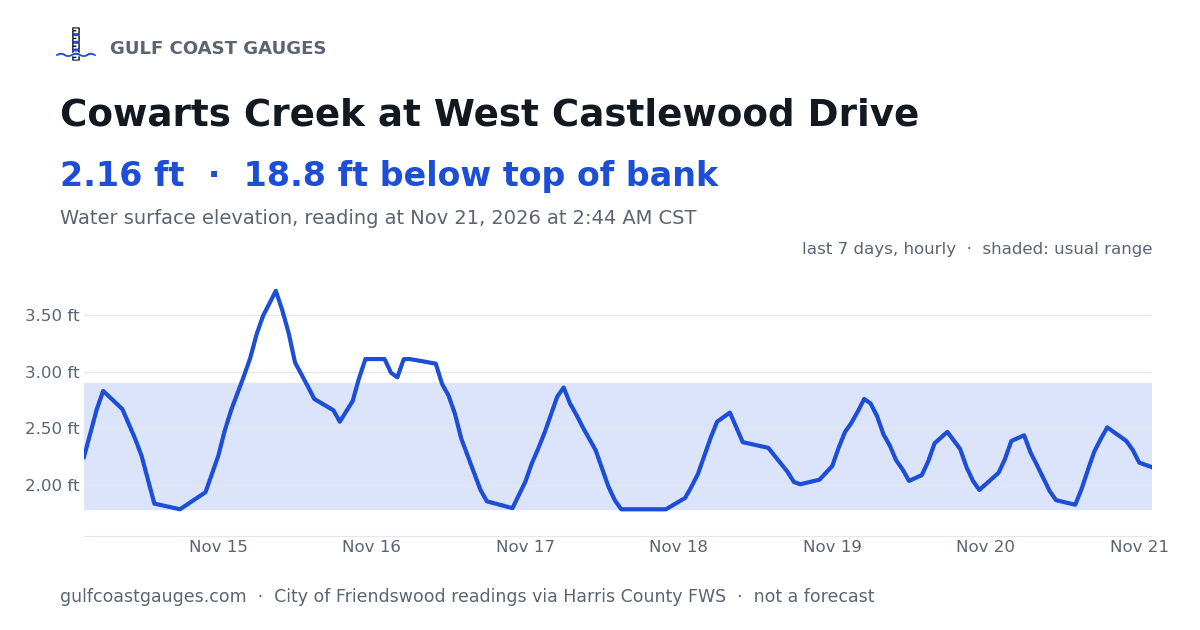 GULF COAST GAUGES
Cowarts Creek at West Castlewood Drive
2.16 ft · 18.8 ft below top of bank
Water surface elevation, reading at Nov 21, 2026 at 2:44 AM CST
last 7 days, hourly · shaded: usual range
3.50 ft
3.00 ft
2.50 ft
2.00 ft
Nov 15 Nov 16 Nov 17 Nov 18 Nov 19 Nov 20 Nov 21
gulfcoastgauges.com · City of Friendswood readings via Harris County FWS · not a forecast